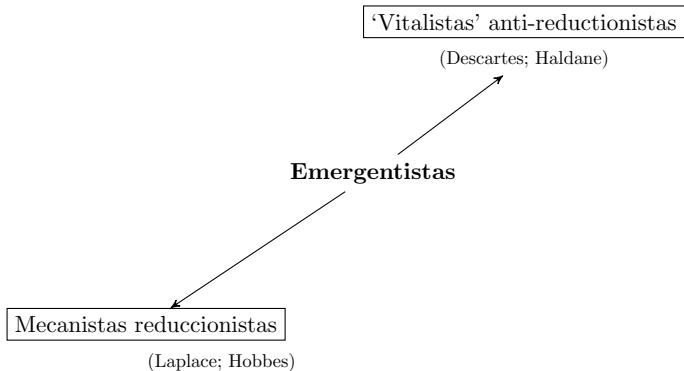 ‘Vitalistas’ anti-reductionistas
(Descartes; Haldane)
Emergentistas
Mecanistas reduccionistas
(Laplace; Hobbes)